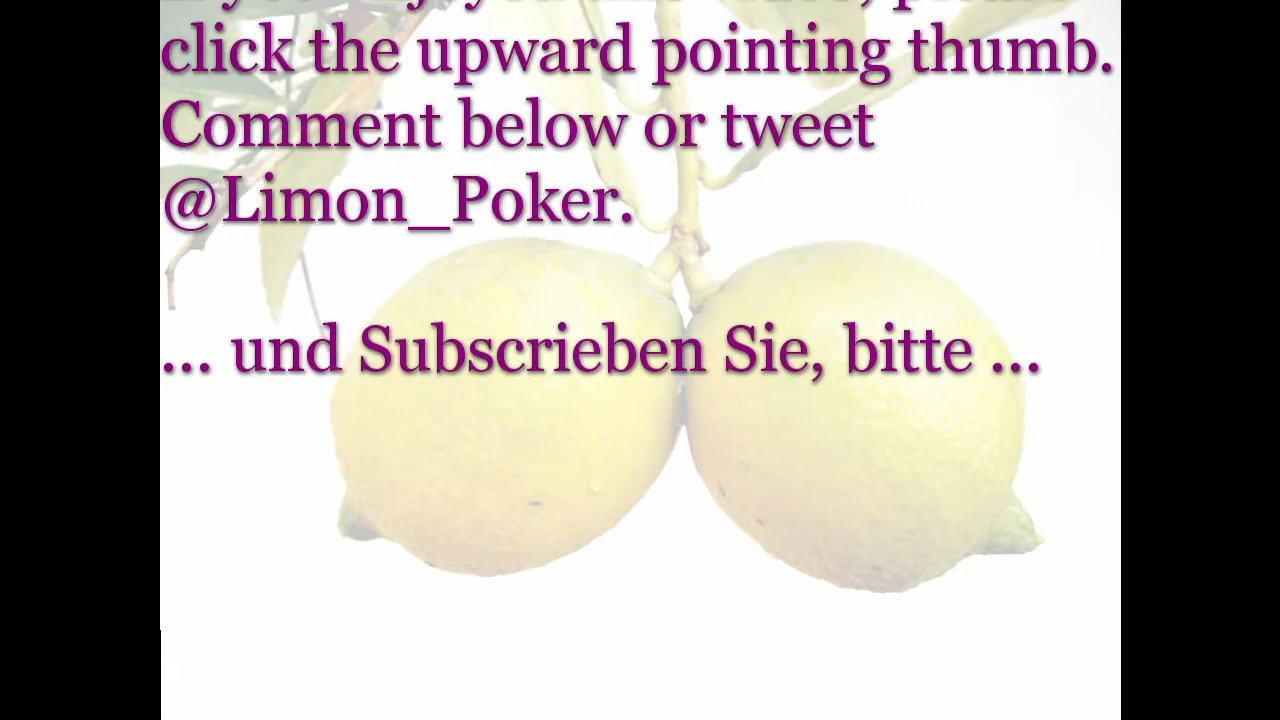 click the upward pointing thumb.
Comment below or tweet
@Limon_Poker.
... und Subscrieben Sie, bitte ...